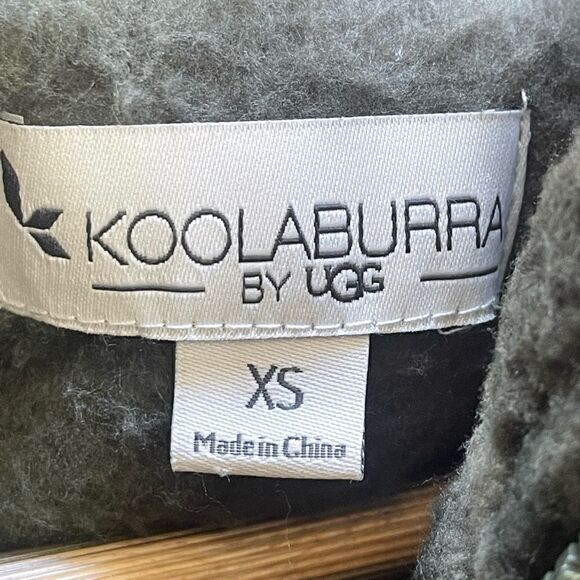 KOOLABURRA
BY UGG
XS
Made in China